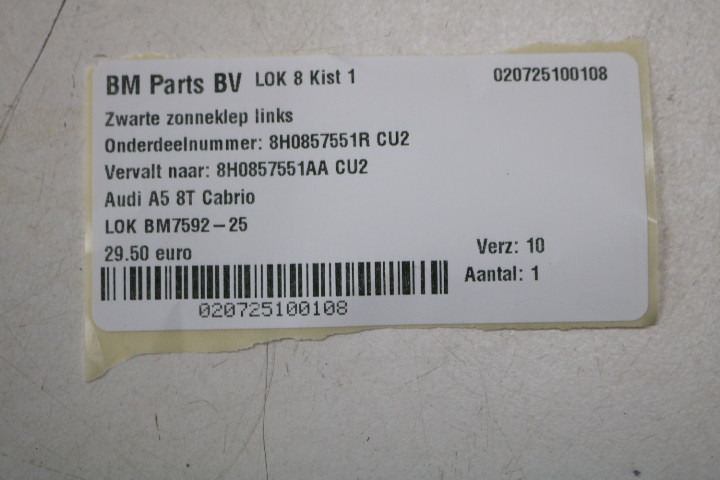 BM Parts BV LOK 8 Kist 1 020725100108
Zwarte zonneklep links
Onderdeelnummer: 8H0857551R CU2
Vervalt naar: 8H0857551AA CU2
Audi A5 8T Cabrio
LOK BM7592-25
29.50 euro
Verz: 10
Aantal: 1
020725100108